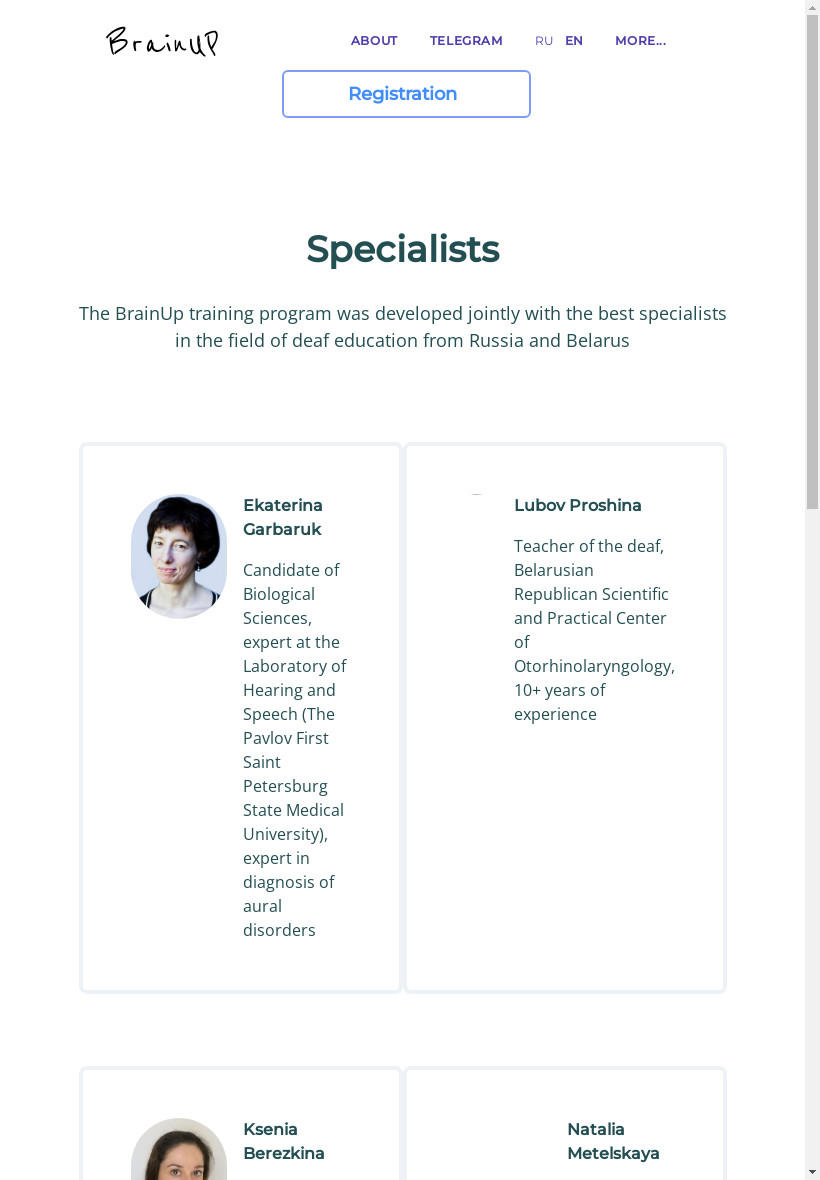 BrainUP
ABOUT TELEGRAM RU EN MORE...
Registration
Specialists
The BrainUp training program was developed jointly with the best specialists
in the field of deaf education from Russia and Belarus
Ekaterina
Garbaruk
Candidate of
Biological
Sciences,
expert at the
Laboratory of
Hearing and
Speech (The
Pavlov First
Saint
Petersburg
State Medical
University),
expert in
diagnosis of
aural
disorders
Lubov Proshina
Teacher of the deaf,
Belarusian
Republican Scientific
and Practical Center
of
Otorhinolaryngology,
10+ years of
experience
Ksenia
Berezkina
Natalia
Metelskaya